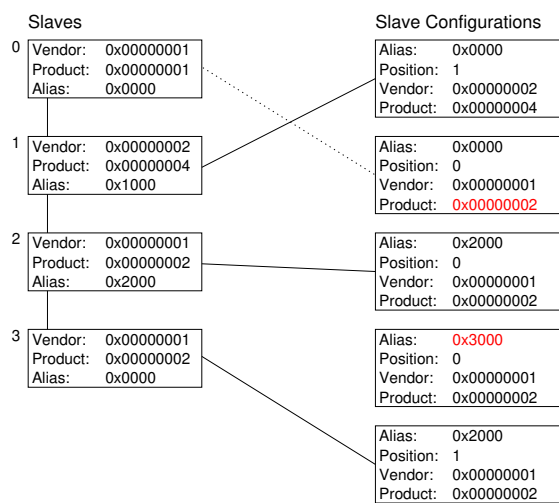 Slaves
0
Vendor: 0x00000001
Product: 0x00000001
Alias: 0x0000
1
Vendor: 0x00000002
Product: 0x00000004
Alias: 0x1000
2
Vendor: 0x00000001
Product: 0x00000002
Alias: 0x2000
3
Vendor: 0x00000001
Product: 0x00000002
Alias: 0x0000
Slave Configurations
Alias: 0x0000
Position: 1
Vendor: 0x00000002
Product: 0x00000004
Alias: 0x0000
Position: 0
Vendor: 0x00000001
Product: 0x00000002
Alias: 0x2000
Position: 0
Vendor: 0x00000001
Product: 0x00000002
Alias: 0x3000
Position: 0
Vendor: 0x00000001
Product: 0x00000002
Alias: 0x2000
Position: 1
Vendor: 0x00000001
Product: 0x00000002